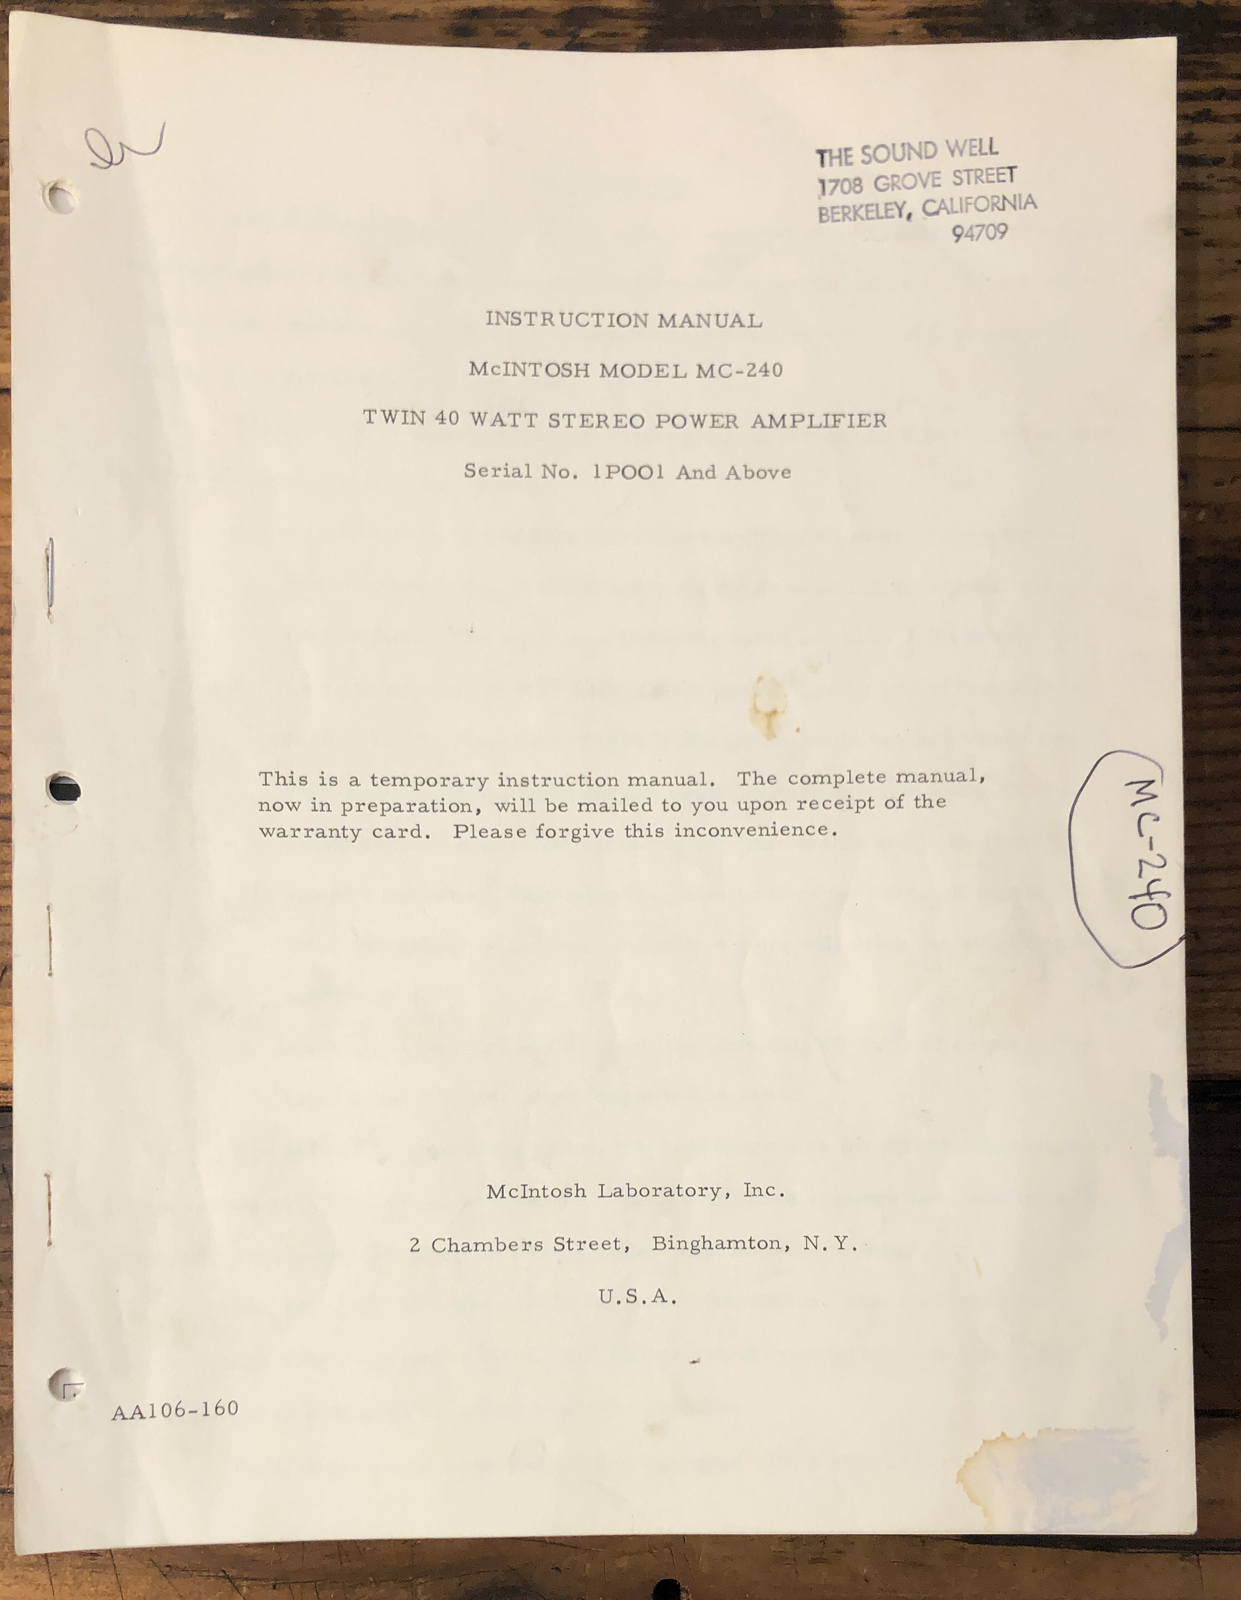 THE SOUND WELL
1708 GROVE STREET
BERKELEY, CALIFORNIA
94709
INSTRUCTION MANUAL
McINTOSH MODEL MC-240
TWIN 40 WATT STEREO POWER AMPLIFIER
Serial No. 1P001 And Above
This is a temporary instruction manual. The complete manual,
now in preparation, will be mailed to you upon receipt of the
warranty card. Please forgive this inconvenience.
MC-240
McIntosh Laboratory, Inc.
2 Chambers Street, Binghamton, N.Y.
U.S.A.
AA106-160